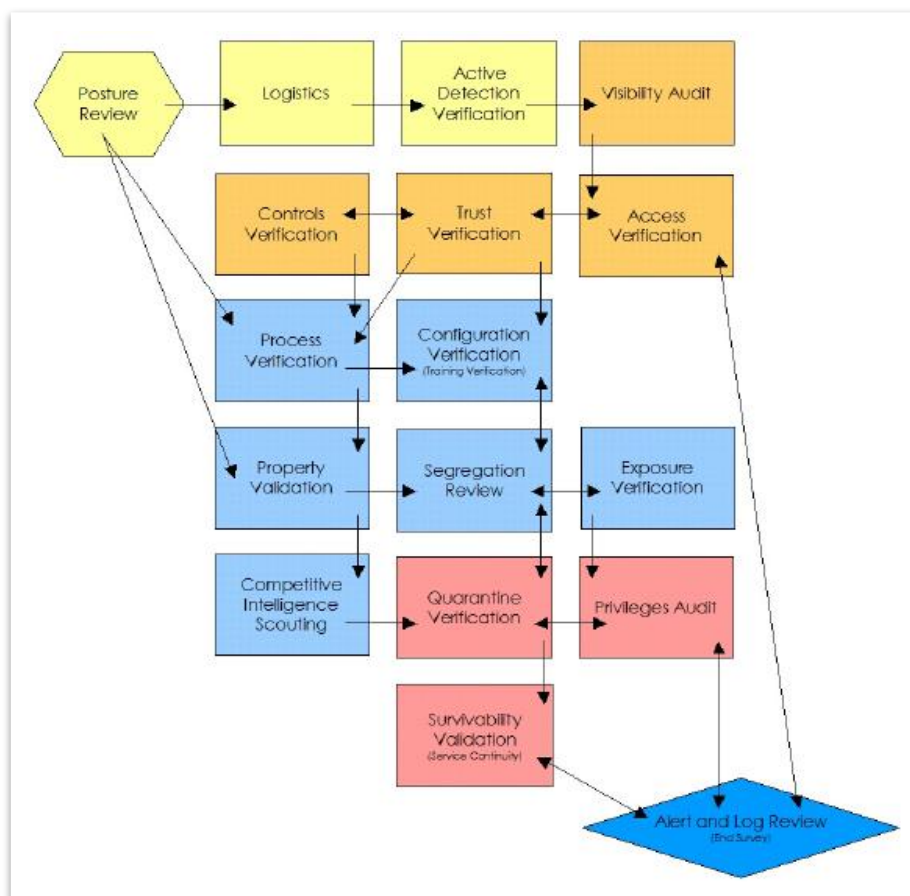 Posture
Review
Logistics
Active
Detection
Verification
Visibility Audit
Controls
Verification
Trust
Verification
Access
Verification
Process
Verification
Configuration
Verification
(Training Verification)
Property
Validation
Segregation
Review
Exposure
Verification
Competitive
Intelligence
Scouting
Quarantine
Verification
Privileges Audit
Survivability
Validation
(Service Continuity)
Alert and Log Review
(End Survey)